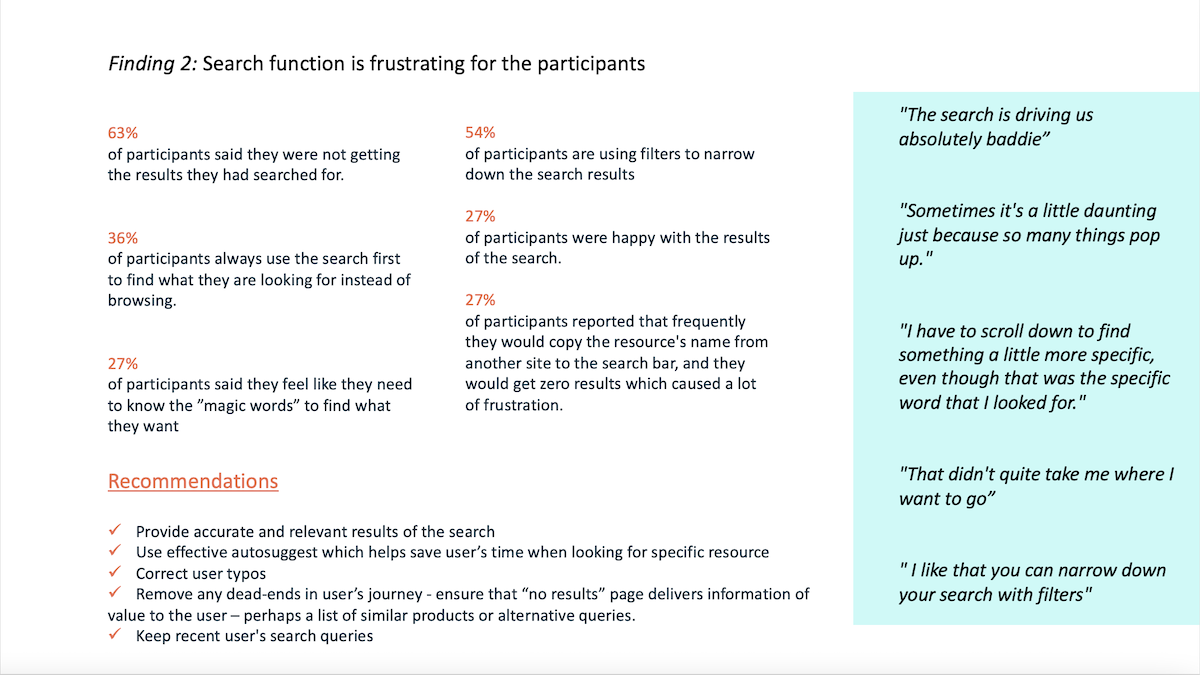 Finding 2: Search function is frustrating for the participants
63%
of participants said they were not getting
the results they had searched for.
36%
of participants always use the search first
to find what they are looking for instead of
browsing.
27%
of participants said they feel like they need
to know the ”magic words” to find what
they want
54%
of participants are using filters to narrow
down the search results
27%
of participants were happy with the results
of the search.
27%
of participants reported that frequently
they would copy the resource's name from
another site to the search bar, and they
would get zero results which caused a lot
of frustration.
Recommendations
✓ Provide accurate and relevant results of the search
✓ Use effective autosuggest which helps save user’s time when looking for specific resource
✓ Correct user typos
✓ Remove any dead-ends in user’s journey - ensure that “no results” page delivers information of
value to the user – perhaps a list of similar products or alternative queries.
✓ Keep recent user's search queries
"The search is driving us
absolutely baddie”
"Sometimes it's a little daunting
just because so many things pop
up."
"I have to scroll down to find
something a little more specific,
even though that was the specific
word that I looked for."
"That didn't quite take me where I
want to go”
" I like that you can narrow down
your search with filters"